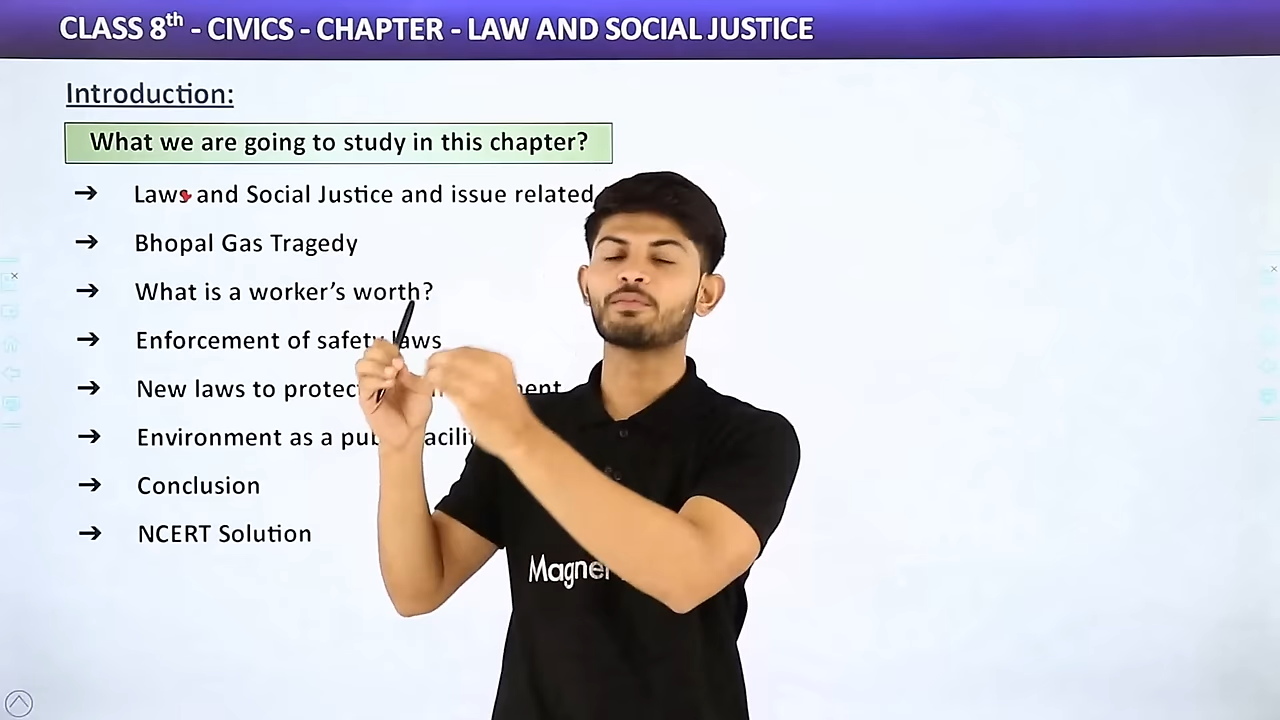 CLASS 8th - CIVICS - CHAPTER - LAW AND SOCIAL JUSTICE
Introduction:
What we are going to study in this chapter?
➔ Laws and Social Justice and issue related
➔ Bhopal Gas Tragedy
➔ What is a worker’s worth?
➔ Enforcement of safety laws
➔ New laws to protect
➔ Environment as a
➔ Conclusion
➔ NCERT Solution
Magne